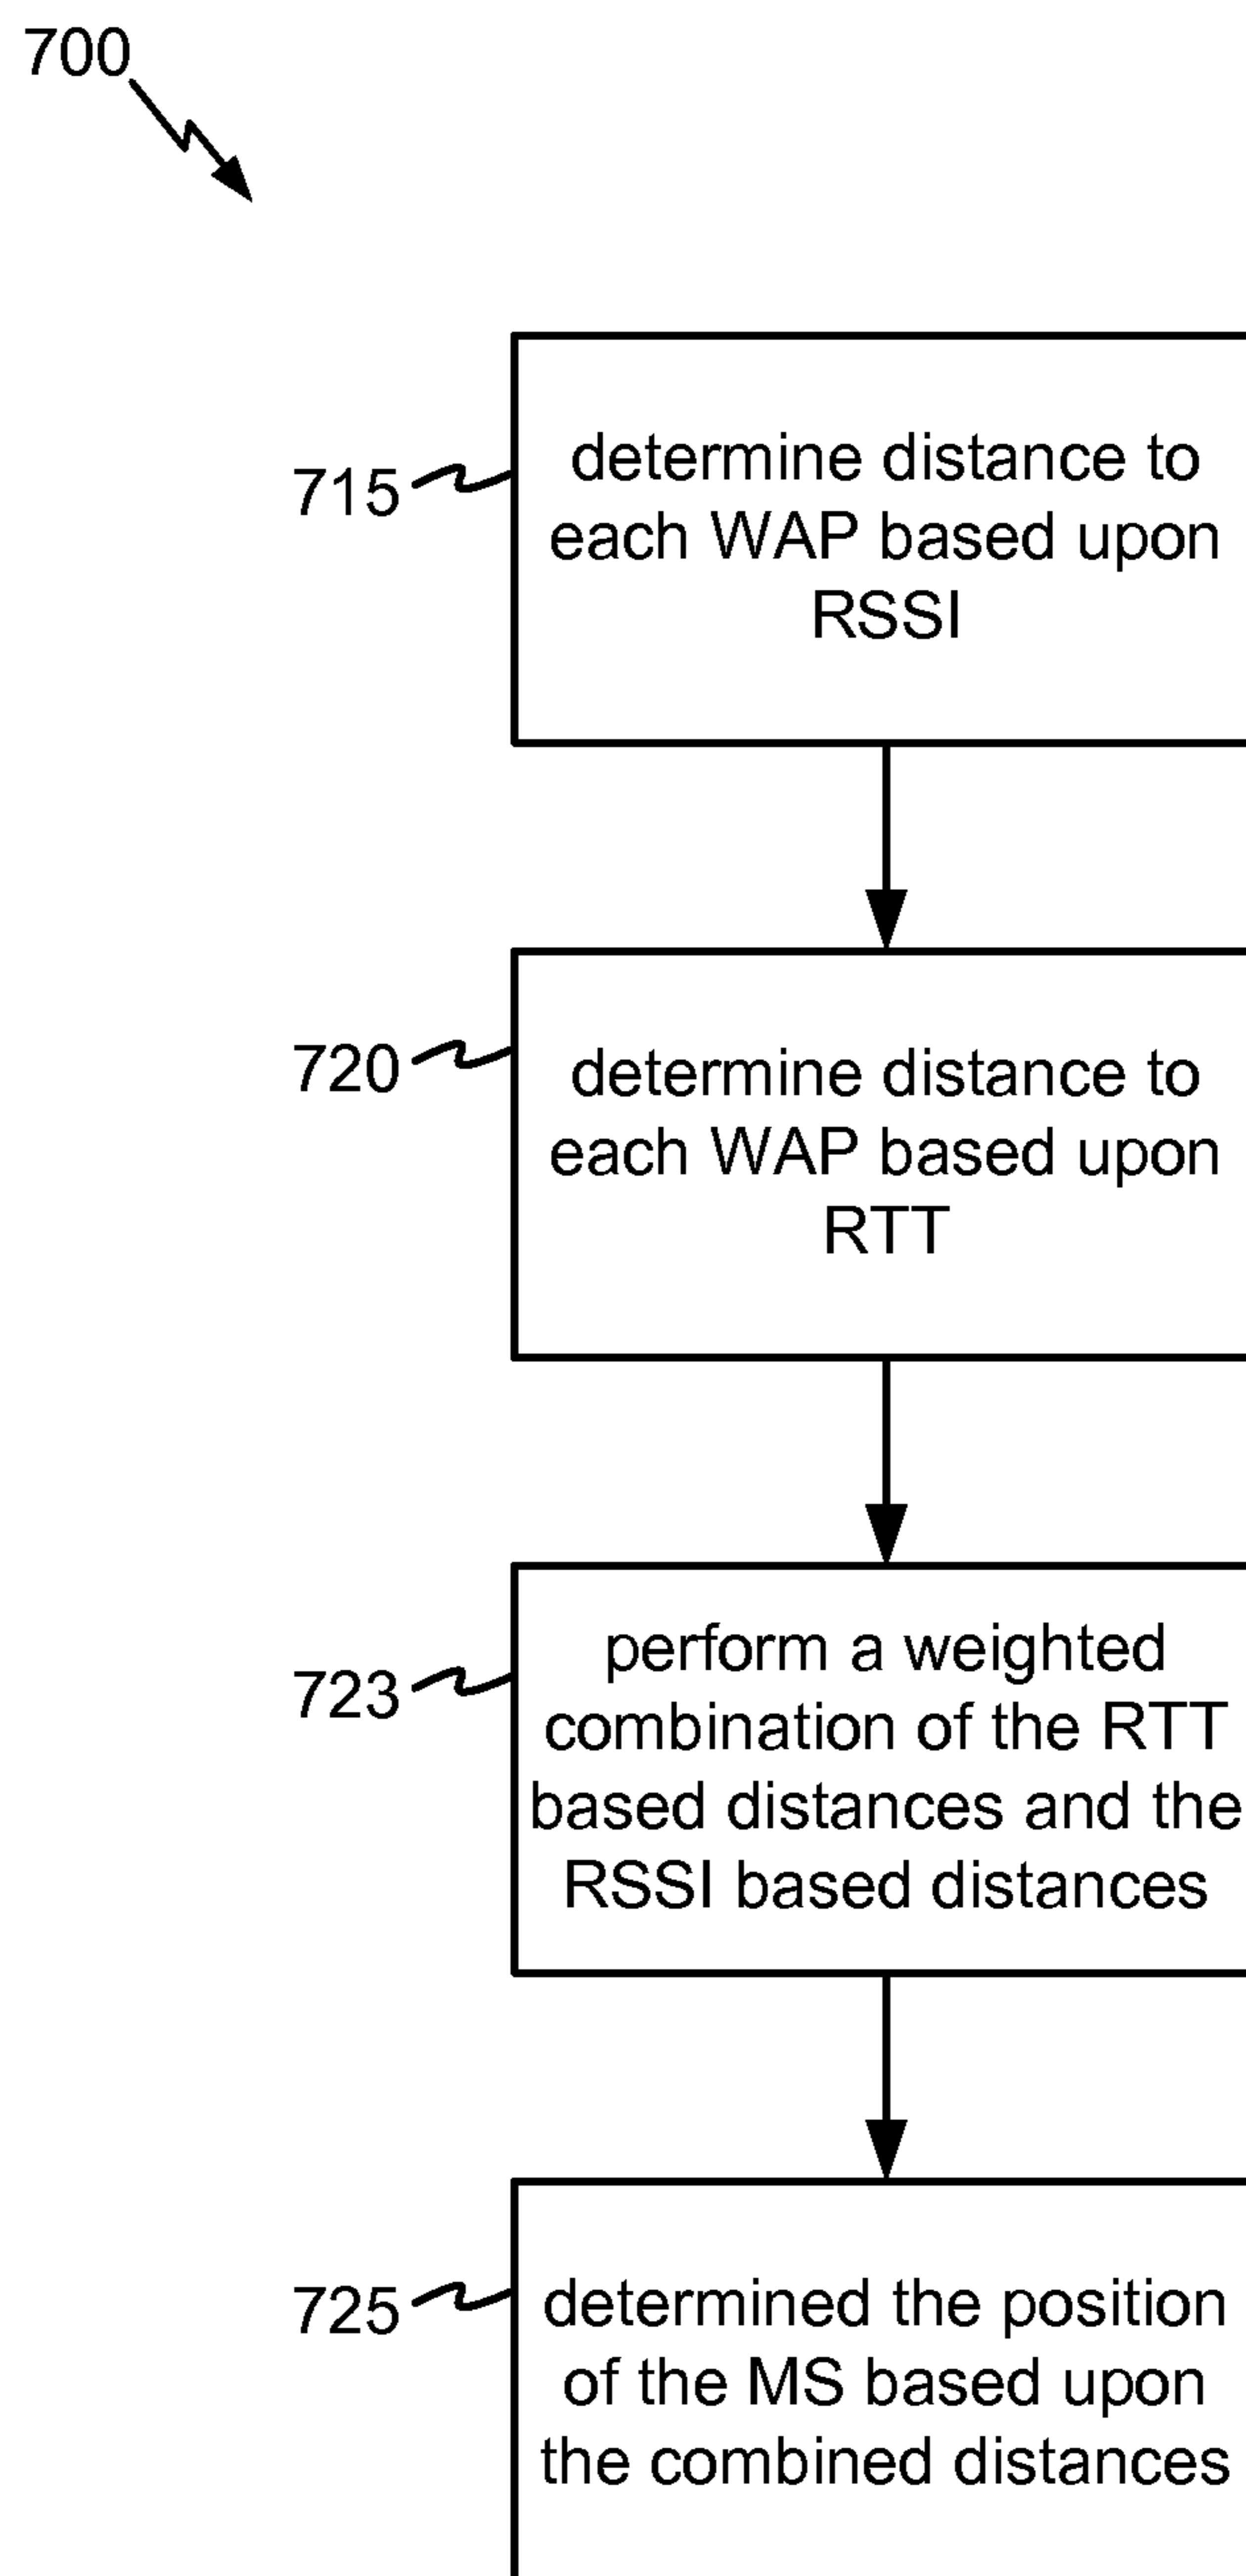 700
715
determine distance to
each WAP based upon
RSSI
720
determine distance to
each WAP based upon
RTT
723
perform a weighted
combination of the RTT
based distances and the
RSSI based distances
725
determined the position
of the MS based upon
the combined distances